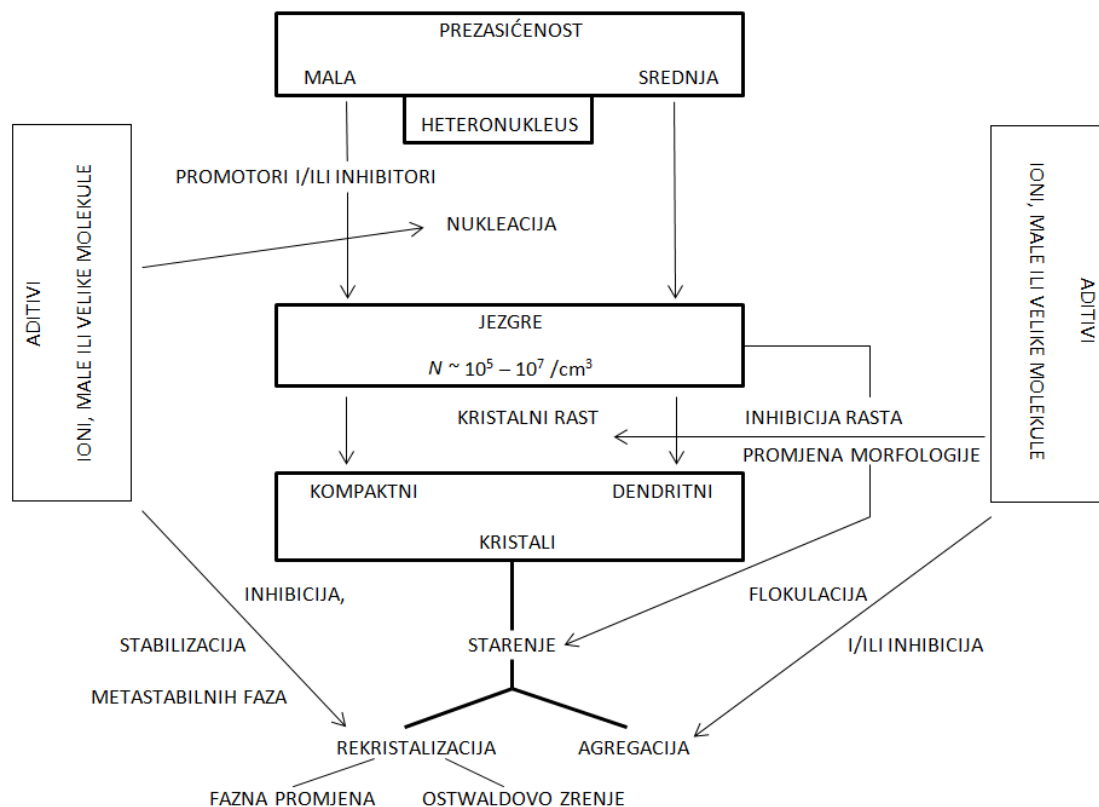 PREZASIĆENOST
MALA
SREDNJA
HETERONUKLEUS
ADITIVI
IONI, MALE ILI VELIKE MOLEKULE
IONI, MALE ILI VELIKE MOLEKULE
ADITIVI
PROMOTORI I/ILI INHIBITORI
NUKLEACIJA
JEZGRE
N ~ 10⁵ – 10⁷ /cm³
KRISTALNI RAST
INHIBICIJA RASTA
PROMJENA MORFOLOGIJE
KOMPAKTNI
DENDRITNI
KRISTALI
INHIBICIJA,
FLOKULACIJA
STABILIZACIJA
STARENJE
I/ILI INHIBICIJA
METASTABILNIH FAZA
REKRISTALIZACIJA
AGREGACIJA
FAZNA PROMJENA
OSTWALDOVO ZRENJE